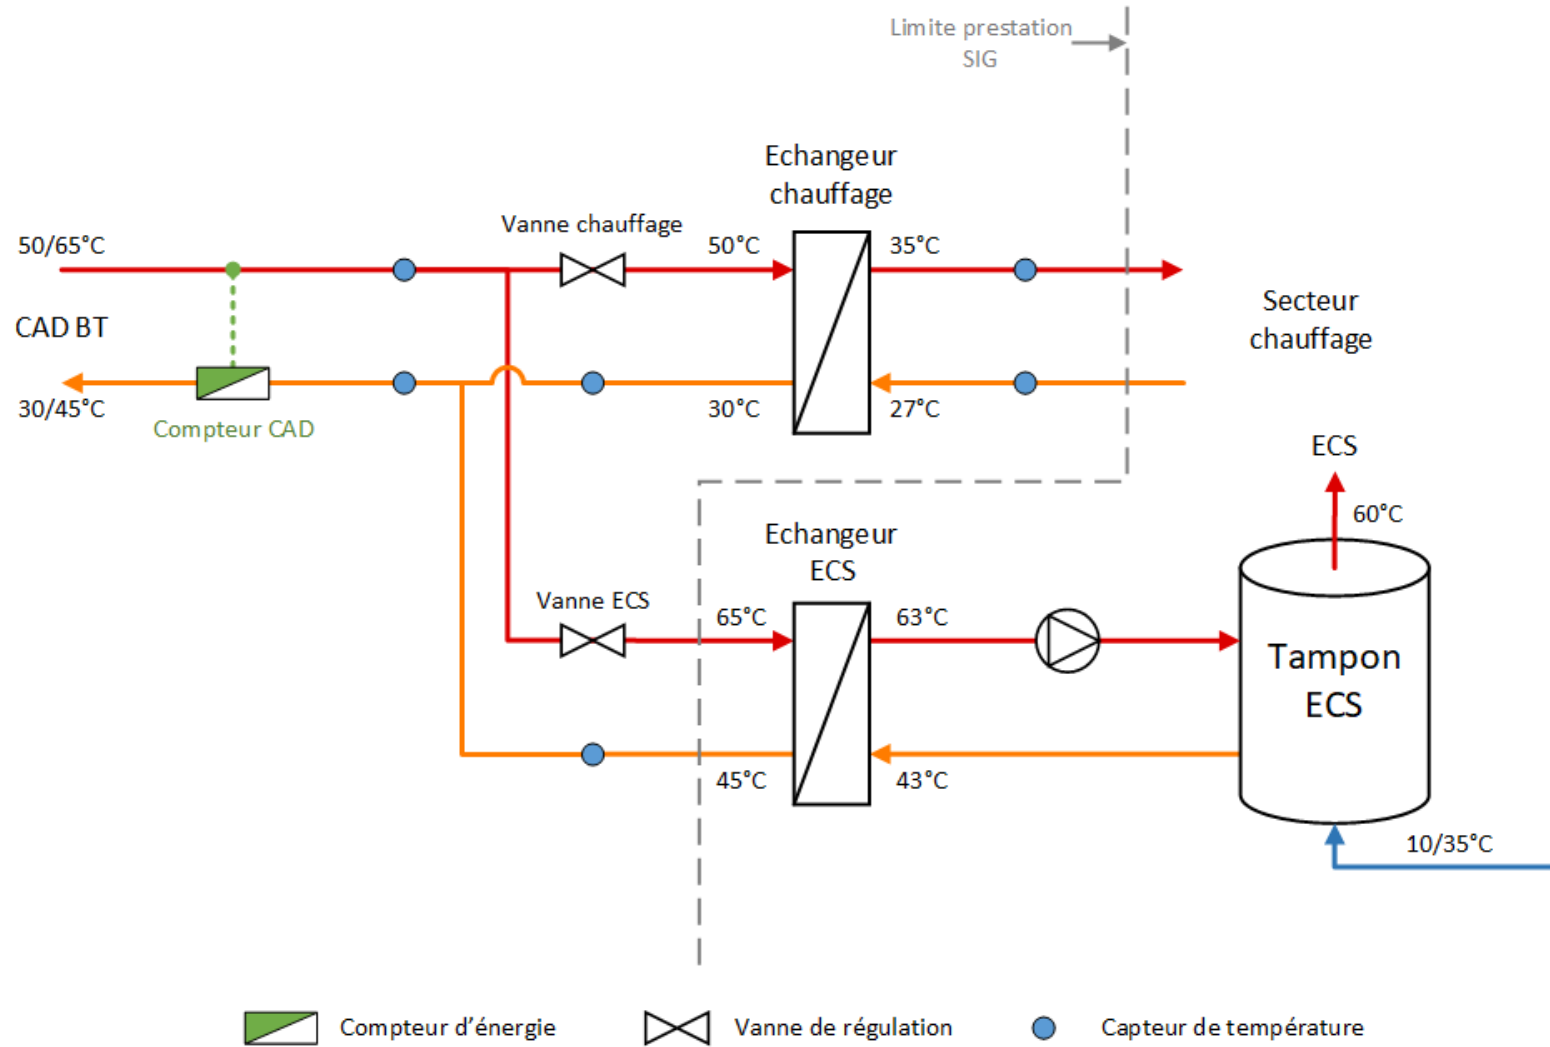 Limite prestation
SIG
Echangeur
chauffage
Vanne chauffage
50/65°C
50°C
35°C
CAD BT
Secteur
chauffage
30/45°C
30°C
27°C
Compteur CAD
ECS
60°C
Echangeur
ECS
Vanne ECS
65°C
63°C
Tampon
ECS
45°C
43°C
10/35°C
Compteur d'énergie
Vanne de régulation
Capteur de température